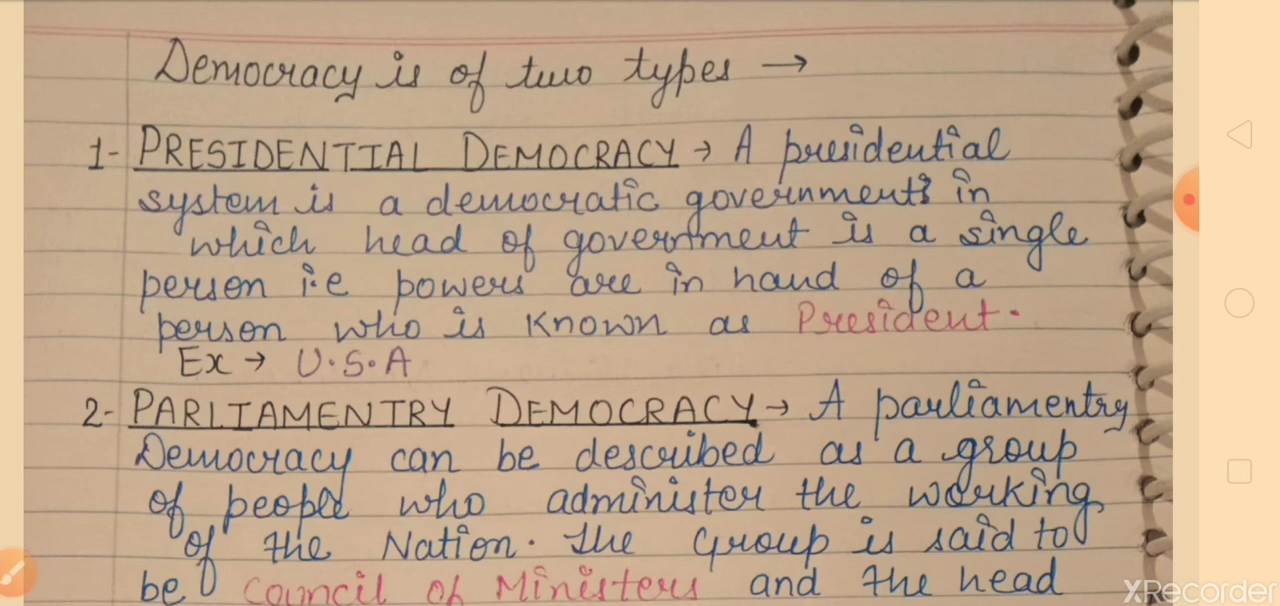 Democracy is of two types →
1- PRESIDENTIAL DEMOCRACY → A presidential
system is a democratic government in
which head of government is a single
person i.e powers are in hand of a
person who is known as President.
Ex → U.S.A
2- PARLIAMENTRY DEMOCRACY → A parliamentry
Democracy can be described as a group
of people who administer the working
of the Nation. The group is said to
be Council of Ministers and the head
XRecorder